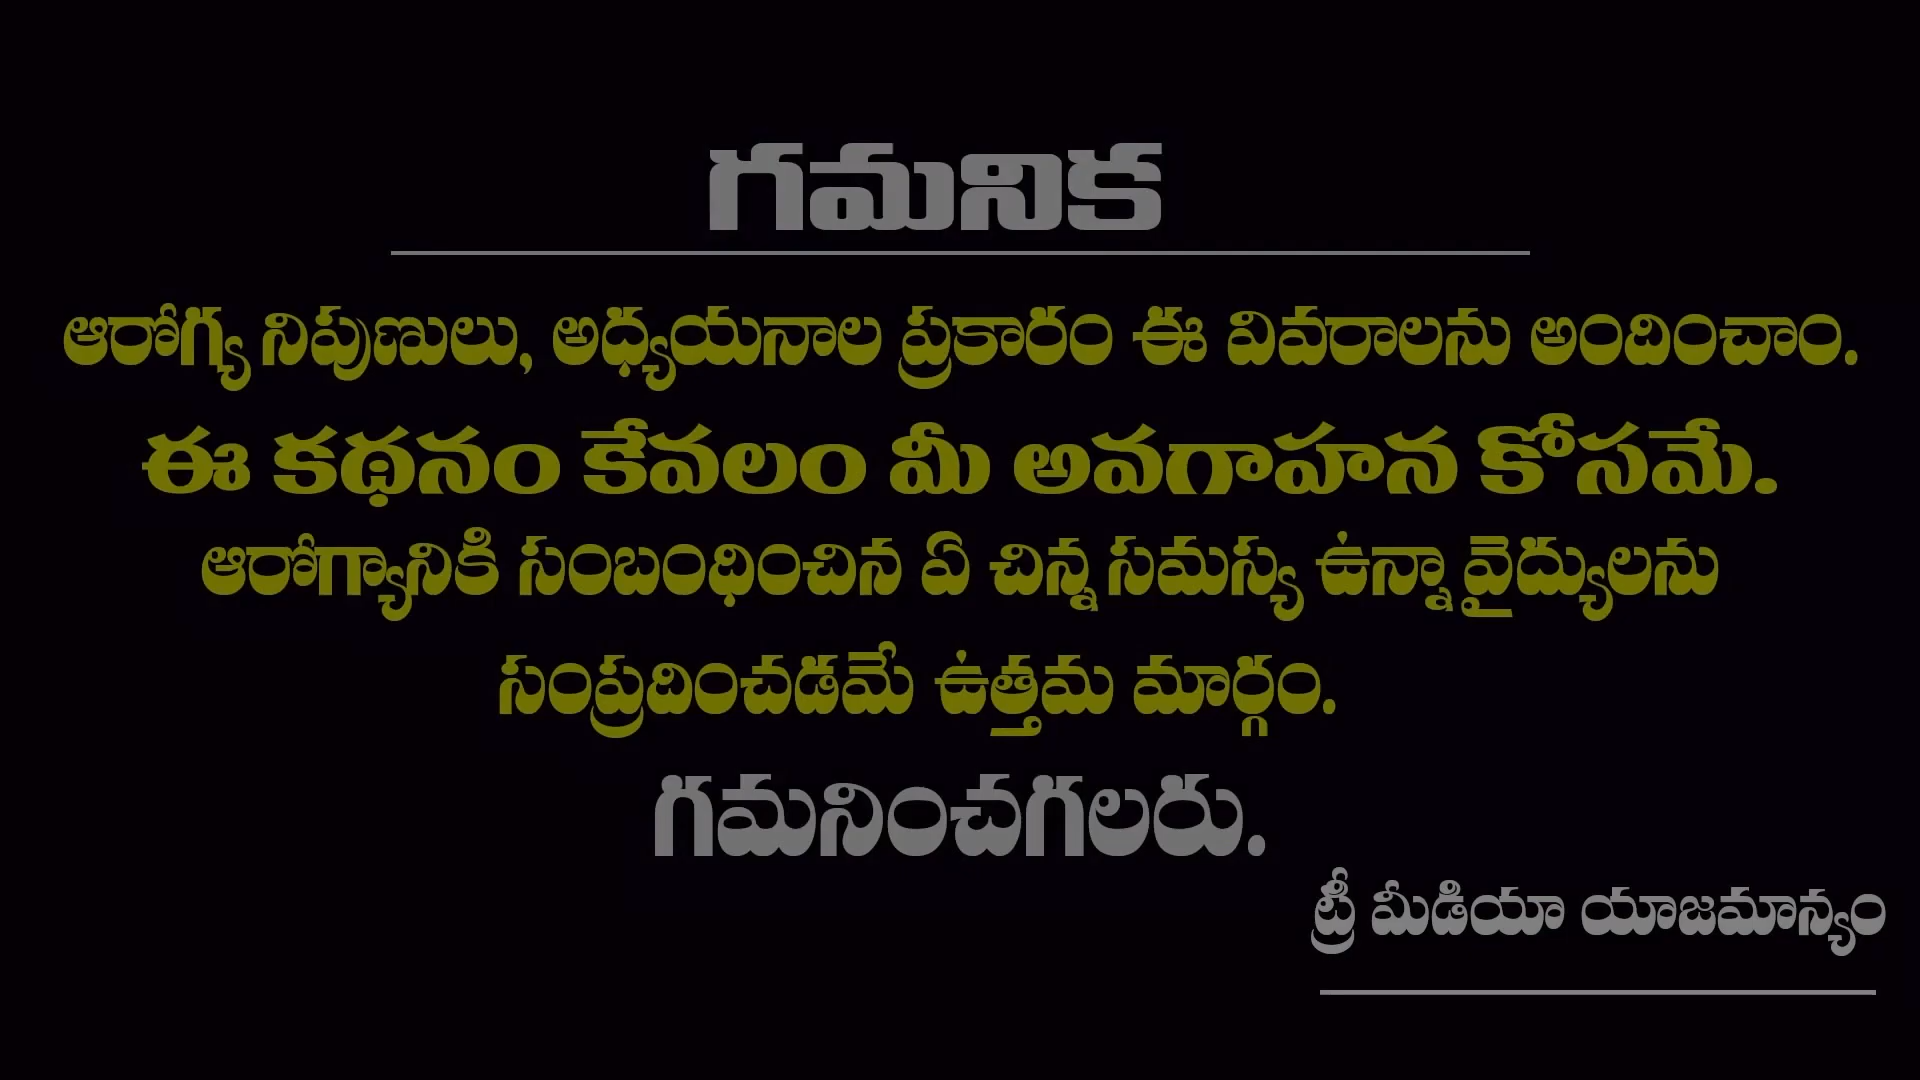 గమనిక
ఆరోగ్య నిపుణులు, అధ్యయనాల ప్రకారం ఈ వివరాలను అందించాం.
ఈ కథనం కేవలం మీ అవగాహన కోసమే.
ఆరోగ్యానికి సంబంధించిన ఏ చిన్న సమస్య ఉన్నా వైద్యులను
సంప్రదించడమే ఉత్తమ మార్గం.
గమనించగలరు.
ట్రీ మీడియా యాజమాన్యం